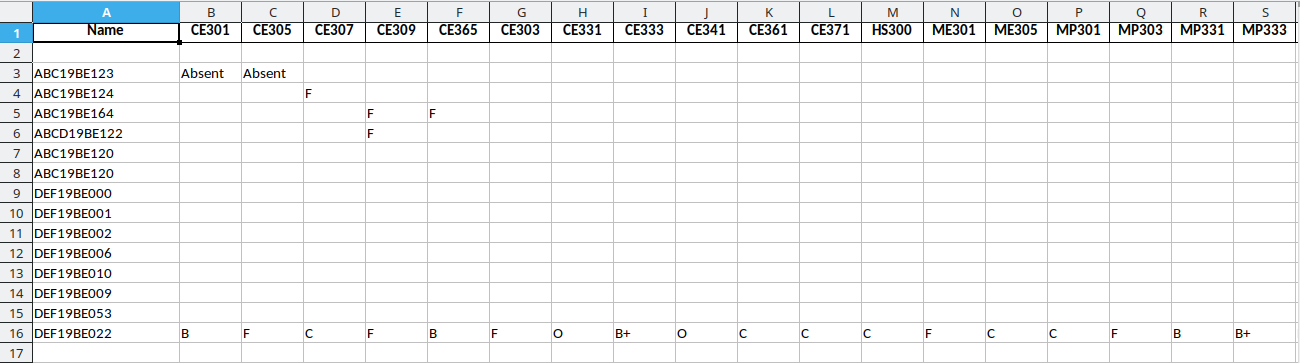 A B C D E F G H I J K L M N O P Q R S
1 Name CE301 CE305 CE307 CE309 CE365 CE303 CE331 CE333 CE341 CE361 CE371 HS300 ME301 ME305 MP301 MP303 MP331 MP333
2
3 ABC19BE123 Absent Absent
4 ABC19BE124 F
5 ABC19BE164 F F
6 ABCD19BE122 F
7 ABC19BE120
8 ABC19BE120
9 DEF19BE000
10 DEF19BE001
11 DEF19BE002
12 DEF19BE006
13 DEF19BE010
14 DEF19BE009
15 DEF19BE053
16 DEF19BE022 B F C F B F O B+ O C C C F C C F B B+
17